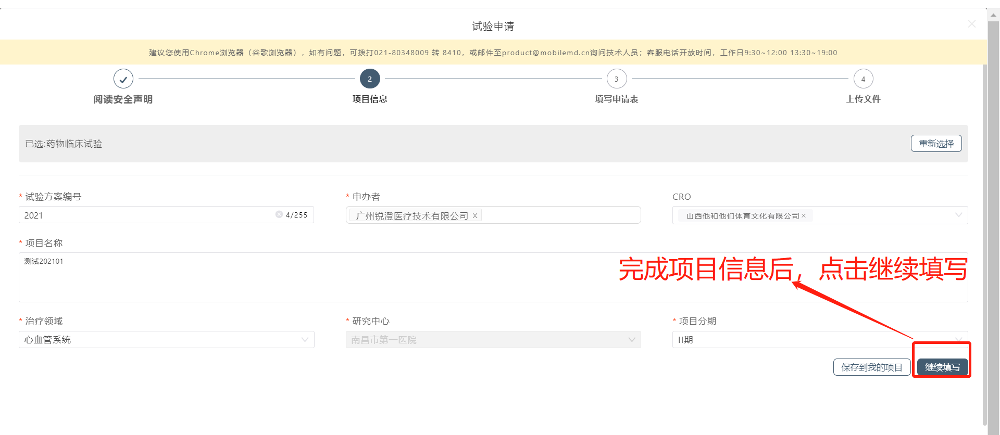 试验申请
建议您使用Chrome浏览器（谷歌浏览器），如有问题，可拨打021-80348009 转 8410，或邮件至product@mobilemd.cn询问技术人员；客服电话开放时间，工作日9:30~12:00 13:30~19:00
2 3 4
阅读安全声明 项目信息 填写申请表 上传文件
已选:药物临床试验 重新选择
* 试验方案编号 * 申办者 CRO
2021 4/255 广州锐澄医疗技术有限公司 × 山西他和他们体育文化有限公司 ×
* 项目名称
测试202101
完成项目信息后，点击继续填写
* 治疗领域 * 研究中心 * 项目分期
心血管系统 南昌市第一医院 II期
保存到我的项目 继续填写